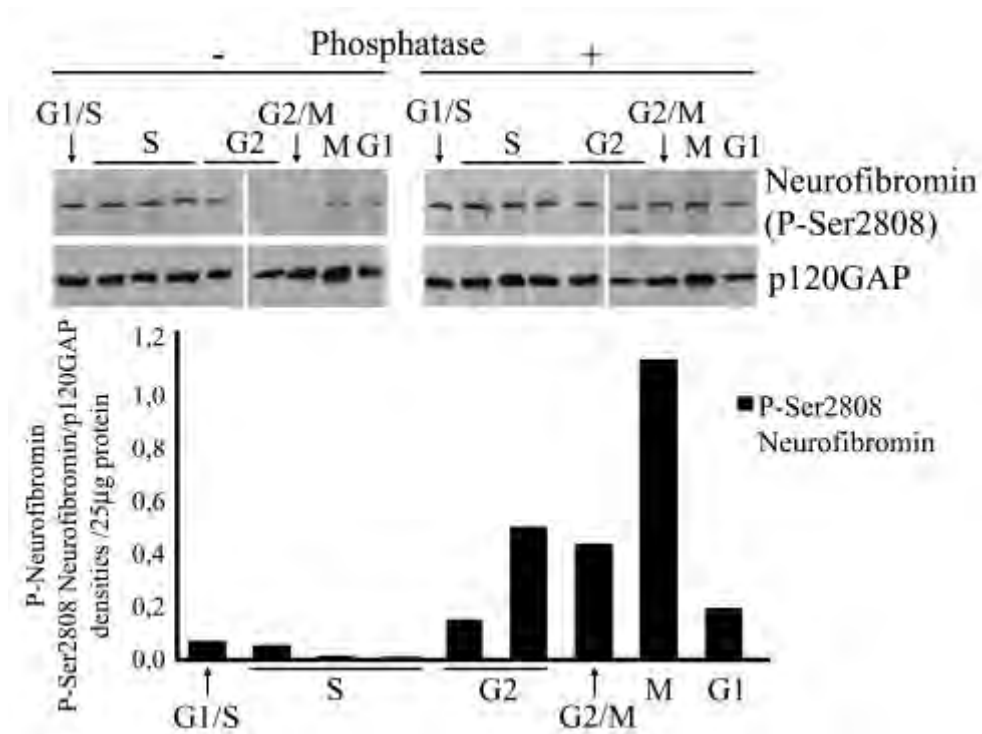 Phosphatase
- +
G1/S S G2 G2/M M G1
G1/S S G2 G2/M M G1
Neurofibromin
(P-Ser2808)
p120GAP
P-Neurofibromin
P-Ser2808 Neurofibromin/p120GAP
densities /25µg protein
1,2
1,0
0,8
0,6
0,4
0,2
0,0
P-Ser2808
Neurofibromin
G1/S S G2 G2/M M G1